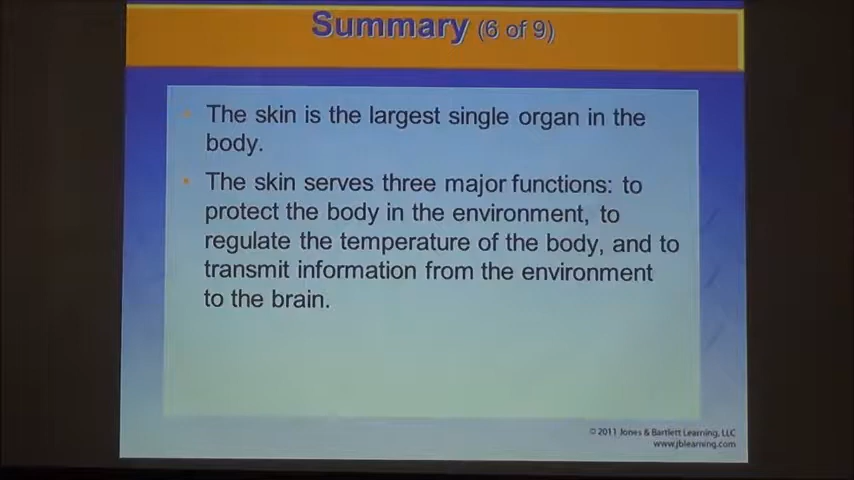 Summary (6 of 9)
• The skin is the largest single organ in the
body.
• The skin serves three major functions: to
protect the body in the environment, to
regulate the temperature of the body, and to
transmit information from the environment
to the brain.
© 2011 Jones & Bartlett Learning, LLC
www.jblearning.com